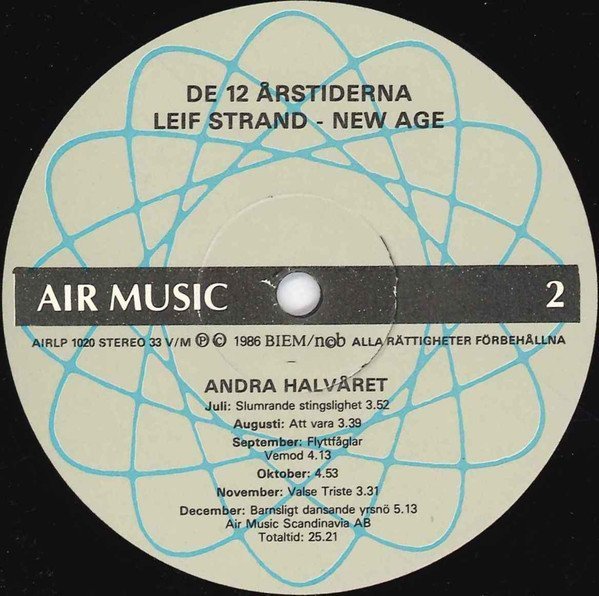 DE 12 ÅRSTIDERNA
LEIF STRAND - NEW AGE
AIR MUSIC 2
AIRLP 1020 STEREO 33 V/M ℗ © 1986 BIEM/ncb ALLA RÄTTIGHETER FÖRBEHÅLLNA
ANDRA HALVÅRET
Juli: Slumrande stingslighet 3.52
Augusti: Att vara 3.39
September: Flyttfåglar
Vemod 4.13
Oktober: 4.53
November: Valse Triste 3.31
December: Barnsligt dansande yrsnö 5.13
Air Music Scandinavia AB
Totaltid: 25.21